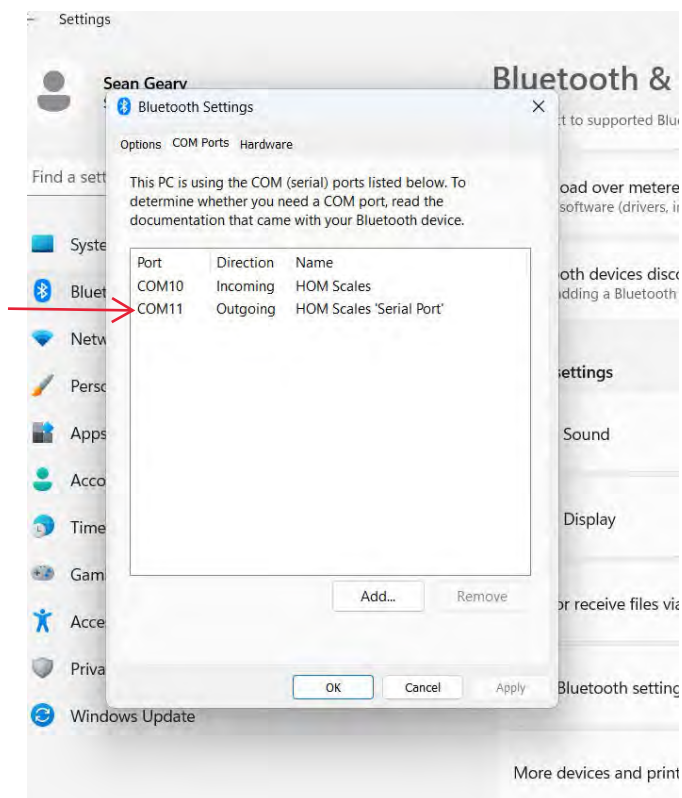 Settings
Sean Geary
Bluetooth &
Bluetooth Settings
Options COM Ports Hardware
t to supported
Find a sett
This PC is using the COM (serial) ports listed below. To
determine whether you need a COM port, read the
documentation that came with your Bluetooth device.
oad over metere
software (drivers,
Port Direction Name
COM10 Incoming HOM Scales
COM11 Outgoing HOM Scales 'Serial Port'
Syste
Bluet
oth devices disco
dding a Bluetooth
Netw
Perso
settings
Apps
Sound
Acco
Time
Display
Gam
Add... Remove
or receive files via
Acce
Priva
OK Cancel Apply
Bluetooth setting
Windows Update
More devices and print